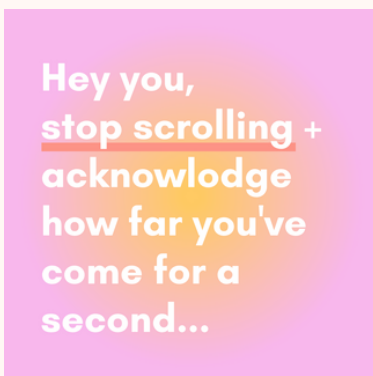 Hey you,
stop scrolling +
acknowlodge
how far you've
come for a
second...